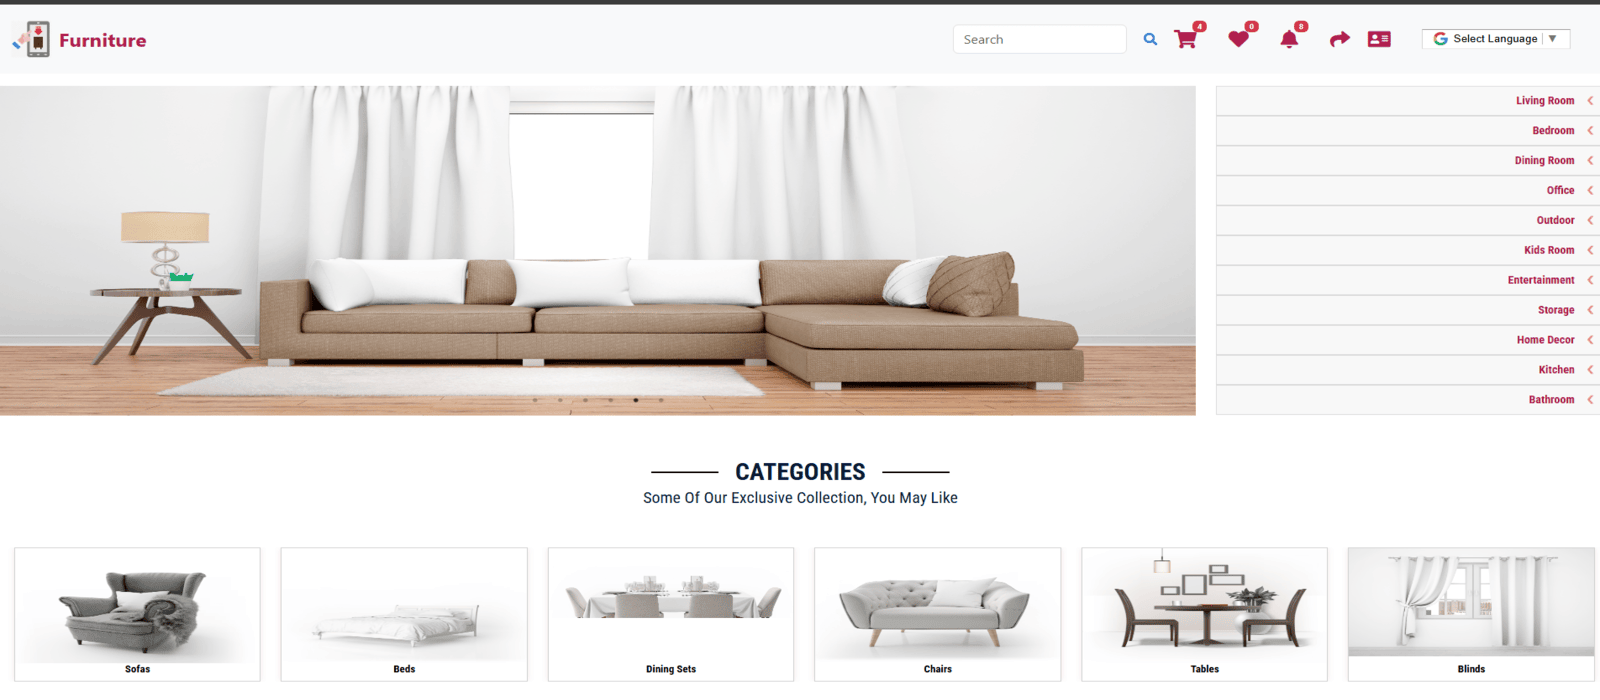 Furniture
Search
4
0
8
Select Language ▼
Living Room
Bedroom
Dining Room
Office
Outdoor
Kids Room
Entertainment
Storage
Home Decor
Kitchen
Bathroom
CATEGORIES
Some Of Our Exclusive Collection, You May Like
Sofas
Beds
Dining Sets
Chairs
Tables
Blinds